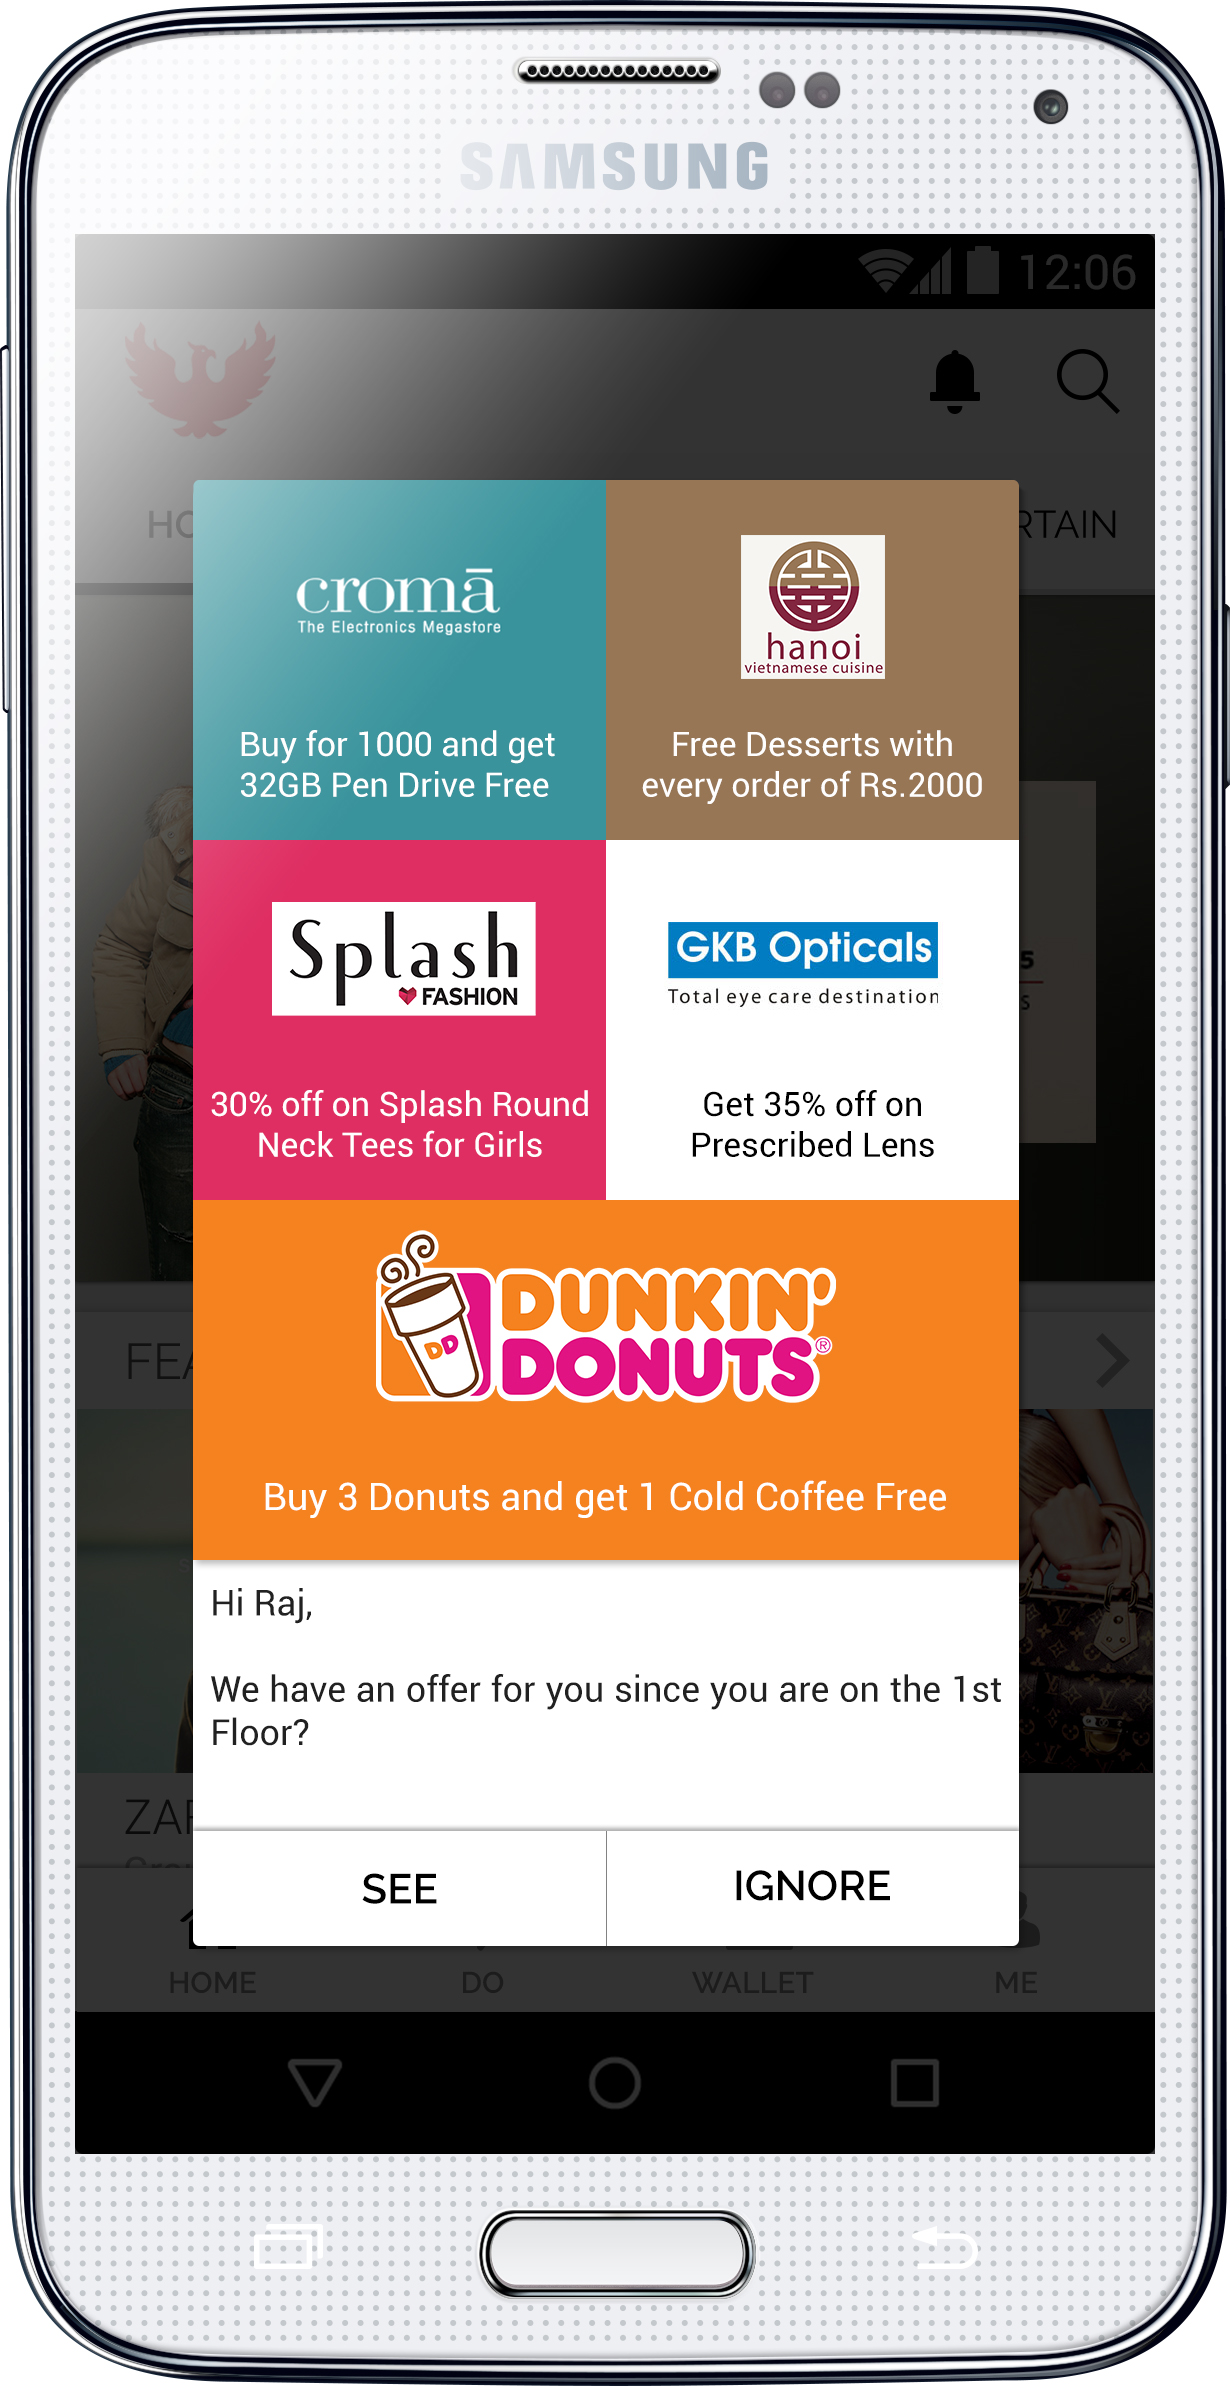 SAMSUNG
12:06
croma
The Electronics Megastore
Buy for 1000 and get
32GB Pen Drive Free
hanoi
vietnamese cuisine
Free Desserts with
every order of Rs.2000
Splash
FASHION
30% off on Splash Round
Neck Tees for Girls
GKB Opticals
Total eye care destination
Get 35% off on
Prescribed Lens
DD
DUNKIN'
DONUTS®
Buy 3 Donuts and get 1 Cold Coffee Free
Hi Raj,
We have an offer for you since you are on the 1st
Floor?
SEE
IGNORE
HOME
DO
WALLET
ME